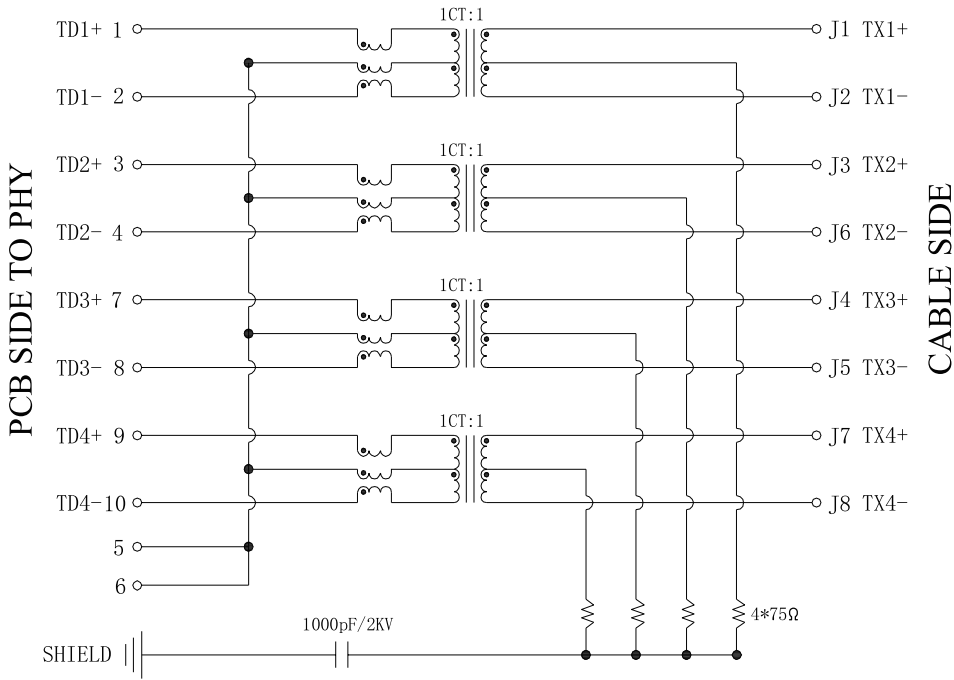 1CT:1
TD1+ 1
J1 TX1+
TD1- 2
J2 TX1-
1CT:1
TD2+ 3
J3 TX2+
TD2- 4
J6 TX2-
1CT:1
TD3+ 7
J4 TX3+
TD3- 8
J5 TX3-
1CT:1
TD4+ 9
J7 TX4+
TD4-10
J8 TX4-
5
6
PCB SIDE TO PHY
CABLE SIDE
4*75Ω
1000pF/2KV
SHIELD